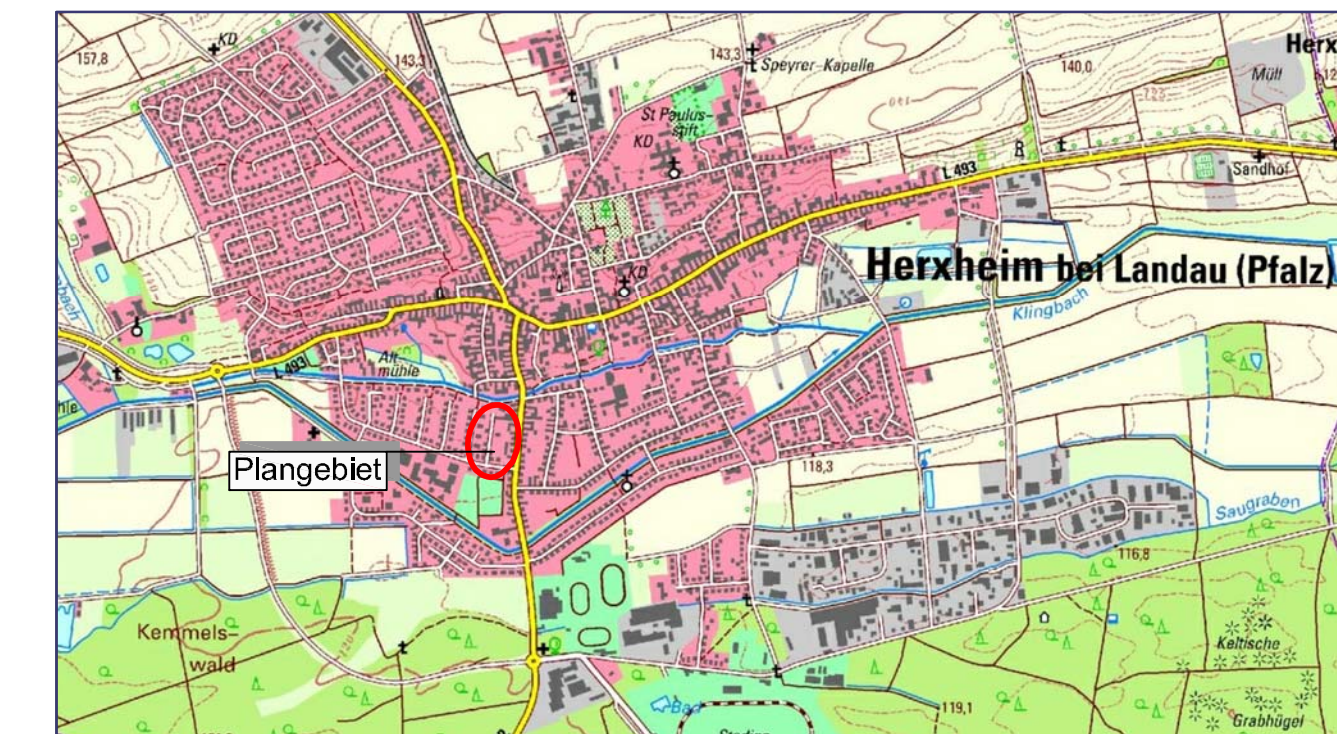 KD
157,8
143,3
143,3
Speyrer-Kapelle
140,0
Müll
Herx
St Paulus-
stift
KD
L 493
Sandhof
KD
Herxheim bei Landau (Pfalz)
Klingbach
Alt-
mühle
L 493
Plangebiet
118,3
Saugraben
116,8
Kemmels-
wald
Keltische
Grabhügel
Bad
119,1